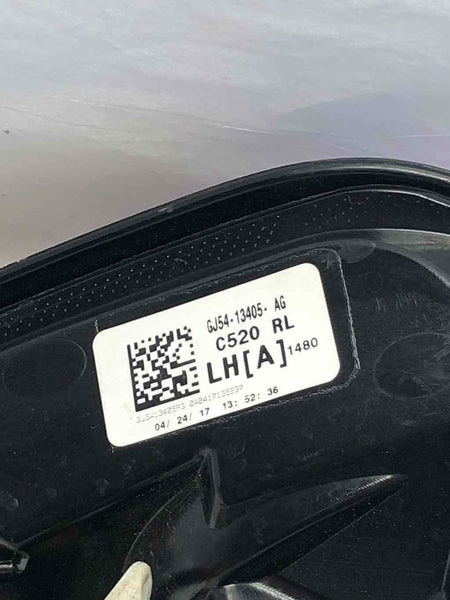 GJ54-13405- AG
C520 RL
LH[A]1480
04/ 24/ 17 13: 52: 36